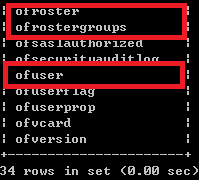 | ofroster |
| ofrostergroups |
| ofsaslauthorized |
| ofsecurityauditlog |
| ofuser |
| ofuserflag |
| ofuserprop |
| ofvcard |
| ofversion |
+-----------------------+
34 rows in set (0.00 sec)